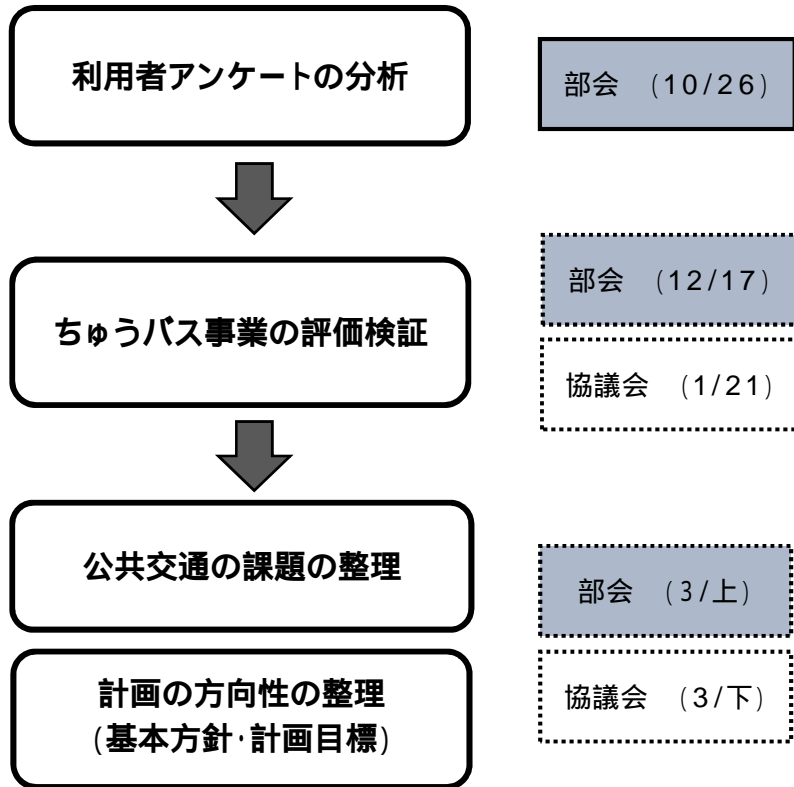 利用者アンケートの分析
部会 (10/26)
ちゅうバス事業の評価検証
部会 (12/17)
協議会 (1/21)
公共交通の課題の整理
部会 (3/上)
計画の方向性の整理
(基本方針・計画目標)
協議会 (3/下)